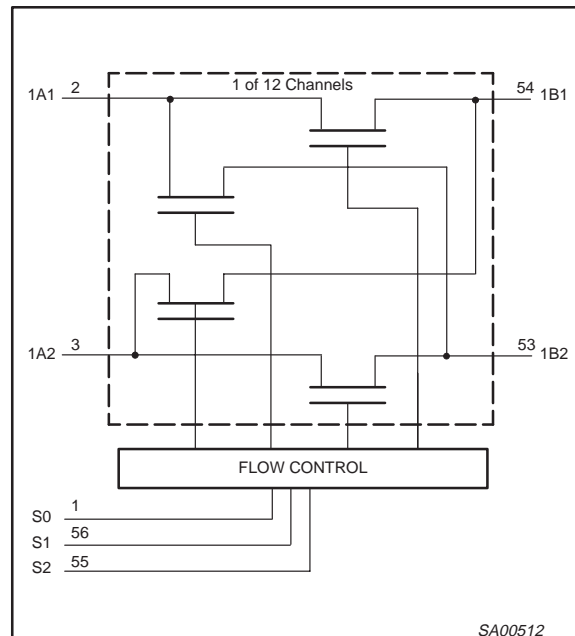 1 of 12 Channels
1A1 2 54 1B1
1A2 3 53 1B2
FLOW CONTROL
S0 1
S1 56
S2 55
SA00512